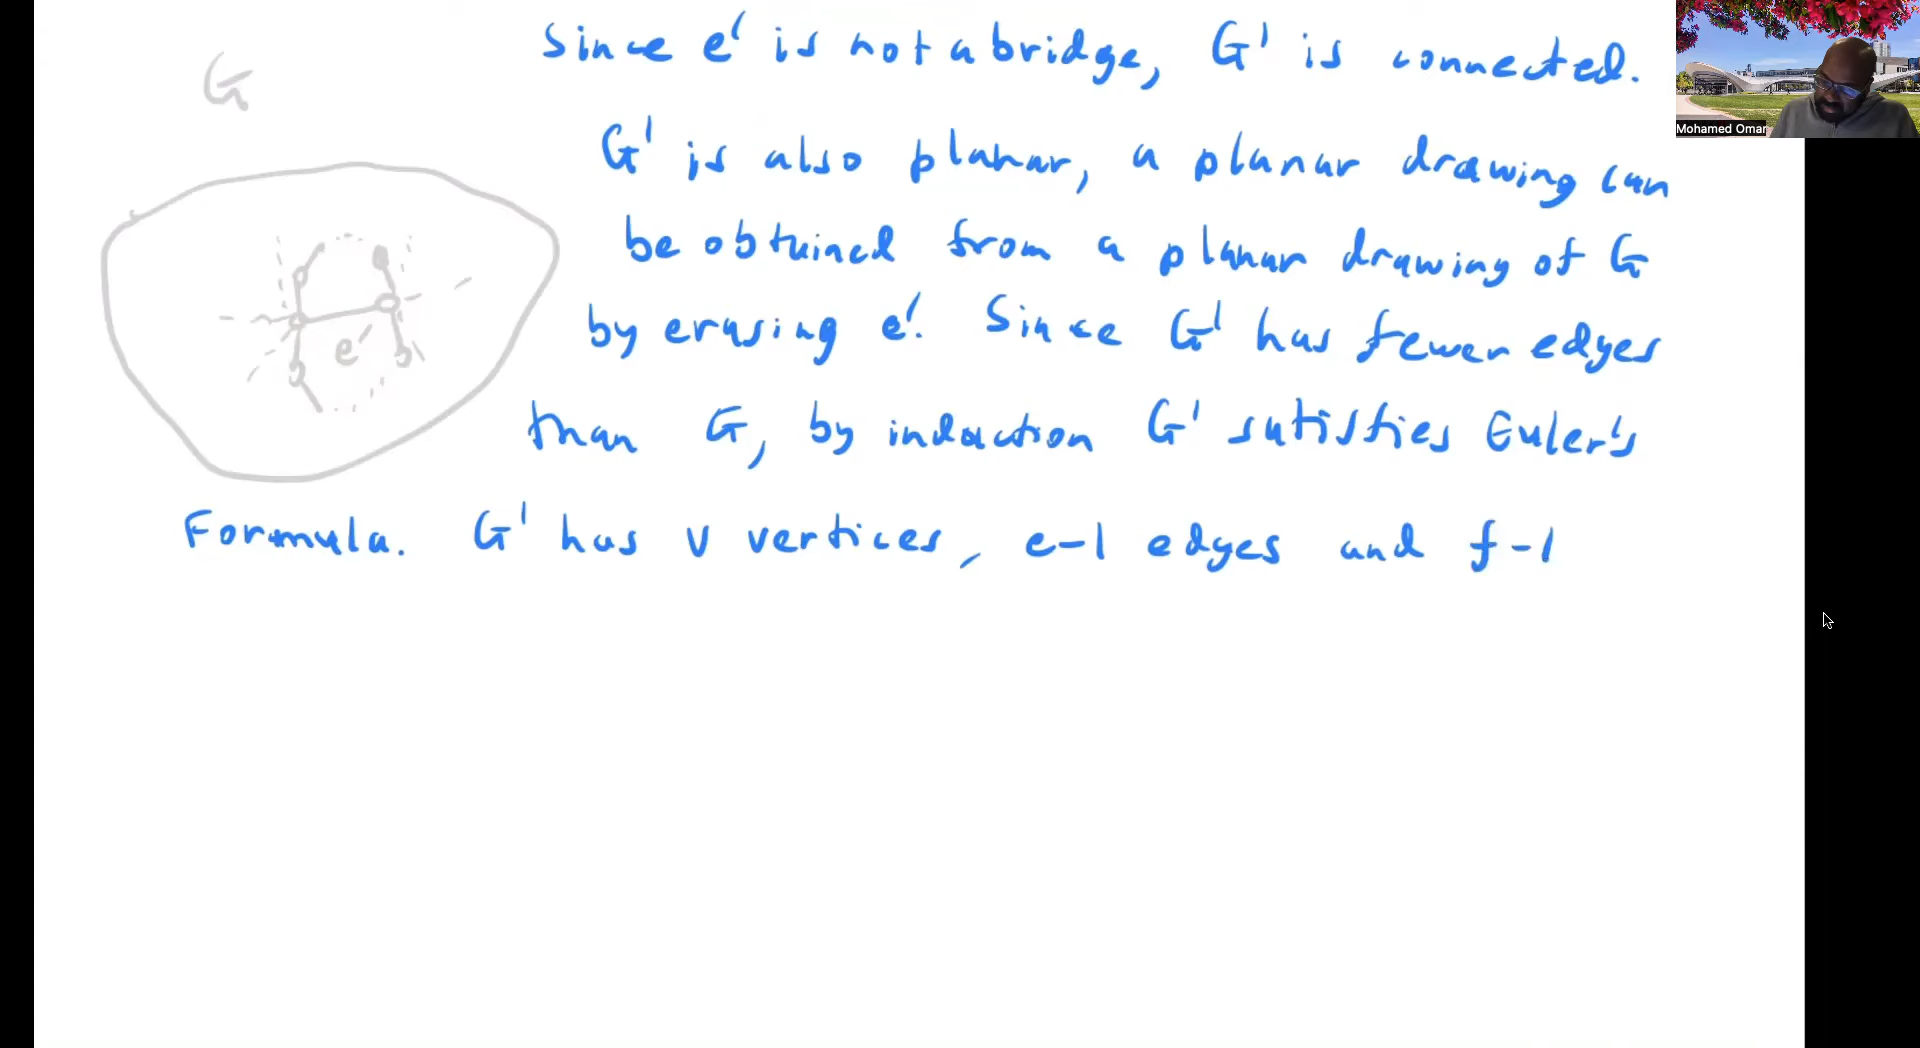 G
Since e' is not a bridge, G' is connected.
G' is also planar, a planar drawing can
be obtained from a planar drawing of G
by erasing e'. Since G' has fewer edges
e'
than G, by induction G' satisfies Euler's
Formula. G' has v vertices, e-1 edges and f-1
Mohamed Omar